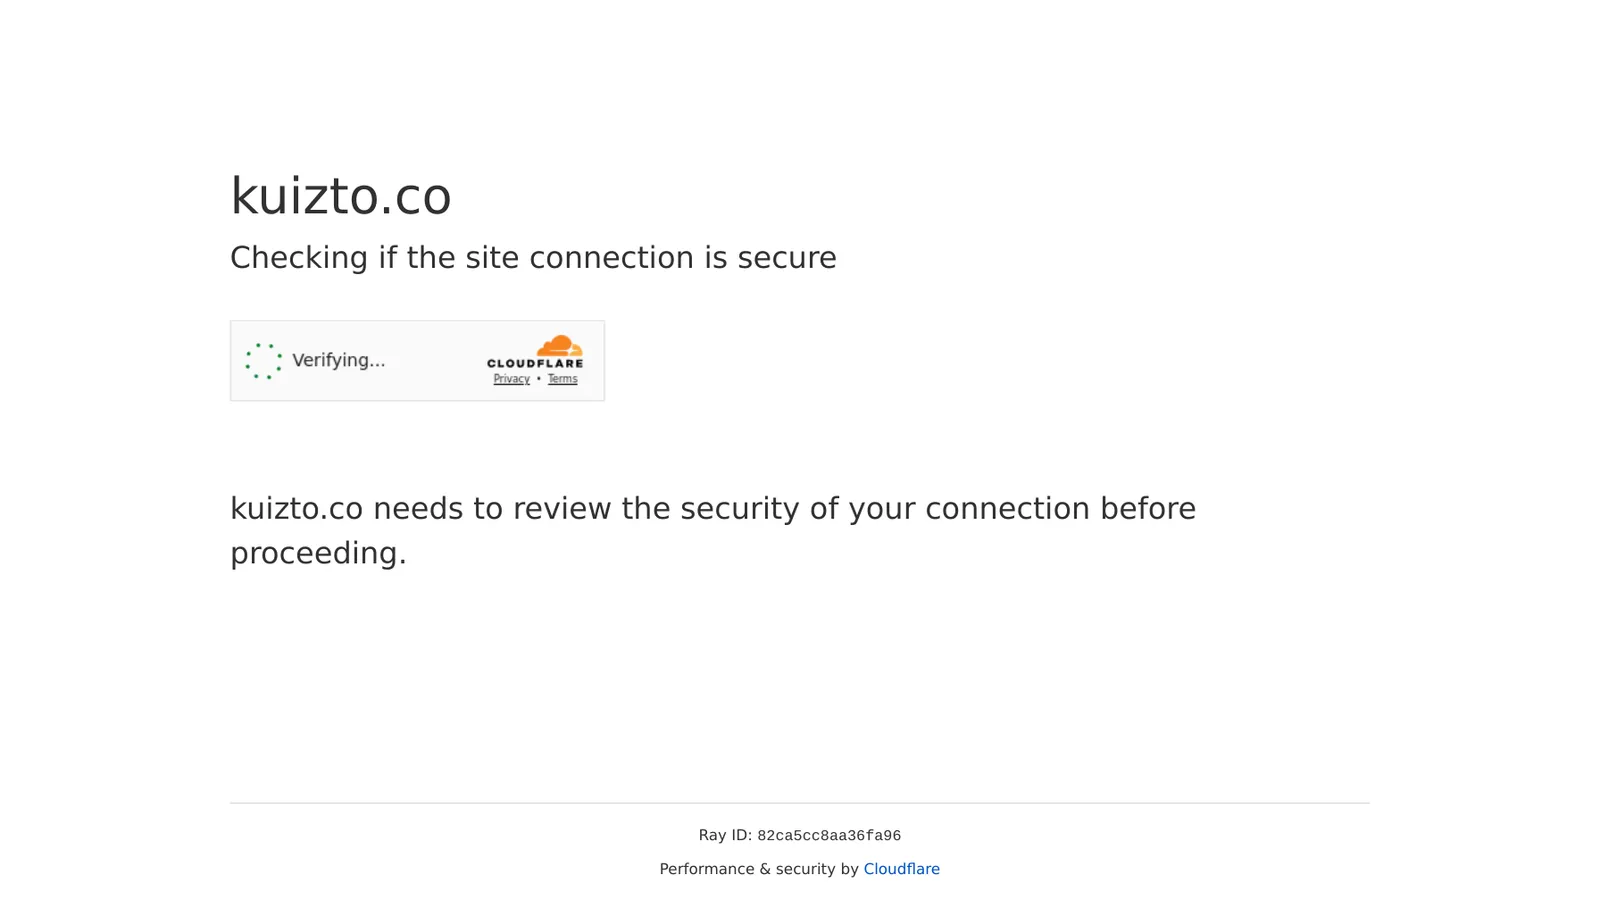 kuizto.co
Checking if the site connection is secure
Verifying...
CLOUDFLARE
Privacy • Terms
kuizto.co needs to review the security of your connection before
proceeding.
Ray ID: 82ca5cc8aa36fa96
Performance & security by Cloudflare